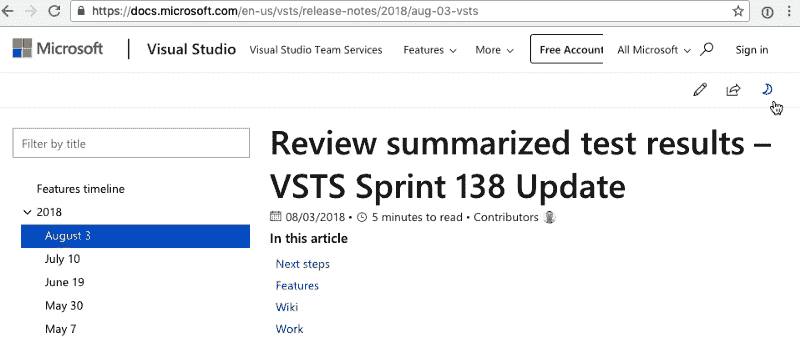 https://docs.microsoft.com/en-us/vsts/release-notes/2018/aug-03-vsts
Microsoft Visual Studio Visual Studio Team Services Features More Free Account All Microsoft Sign in
Filter by title
Features timeline
2018
August 3
July 10
June 19
May 30
May 7
Review summarized test results –
VSTS Sprint 138 Update
08/03/2018 • 5 minutes to read • Contributors
In this article
Next steps
Features
Wiki
Work